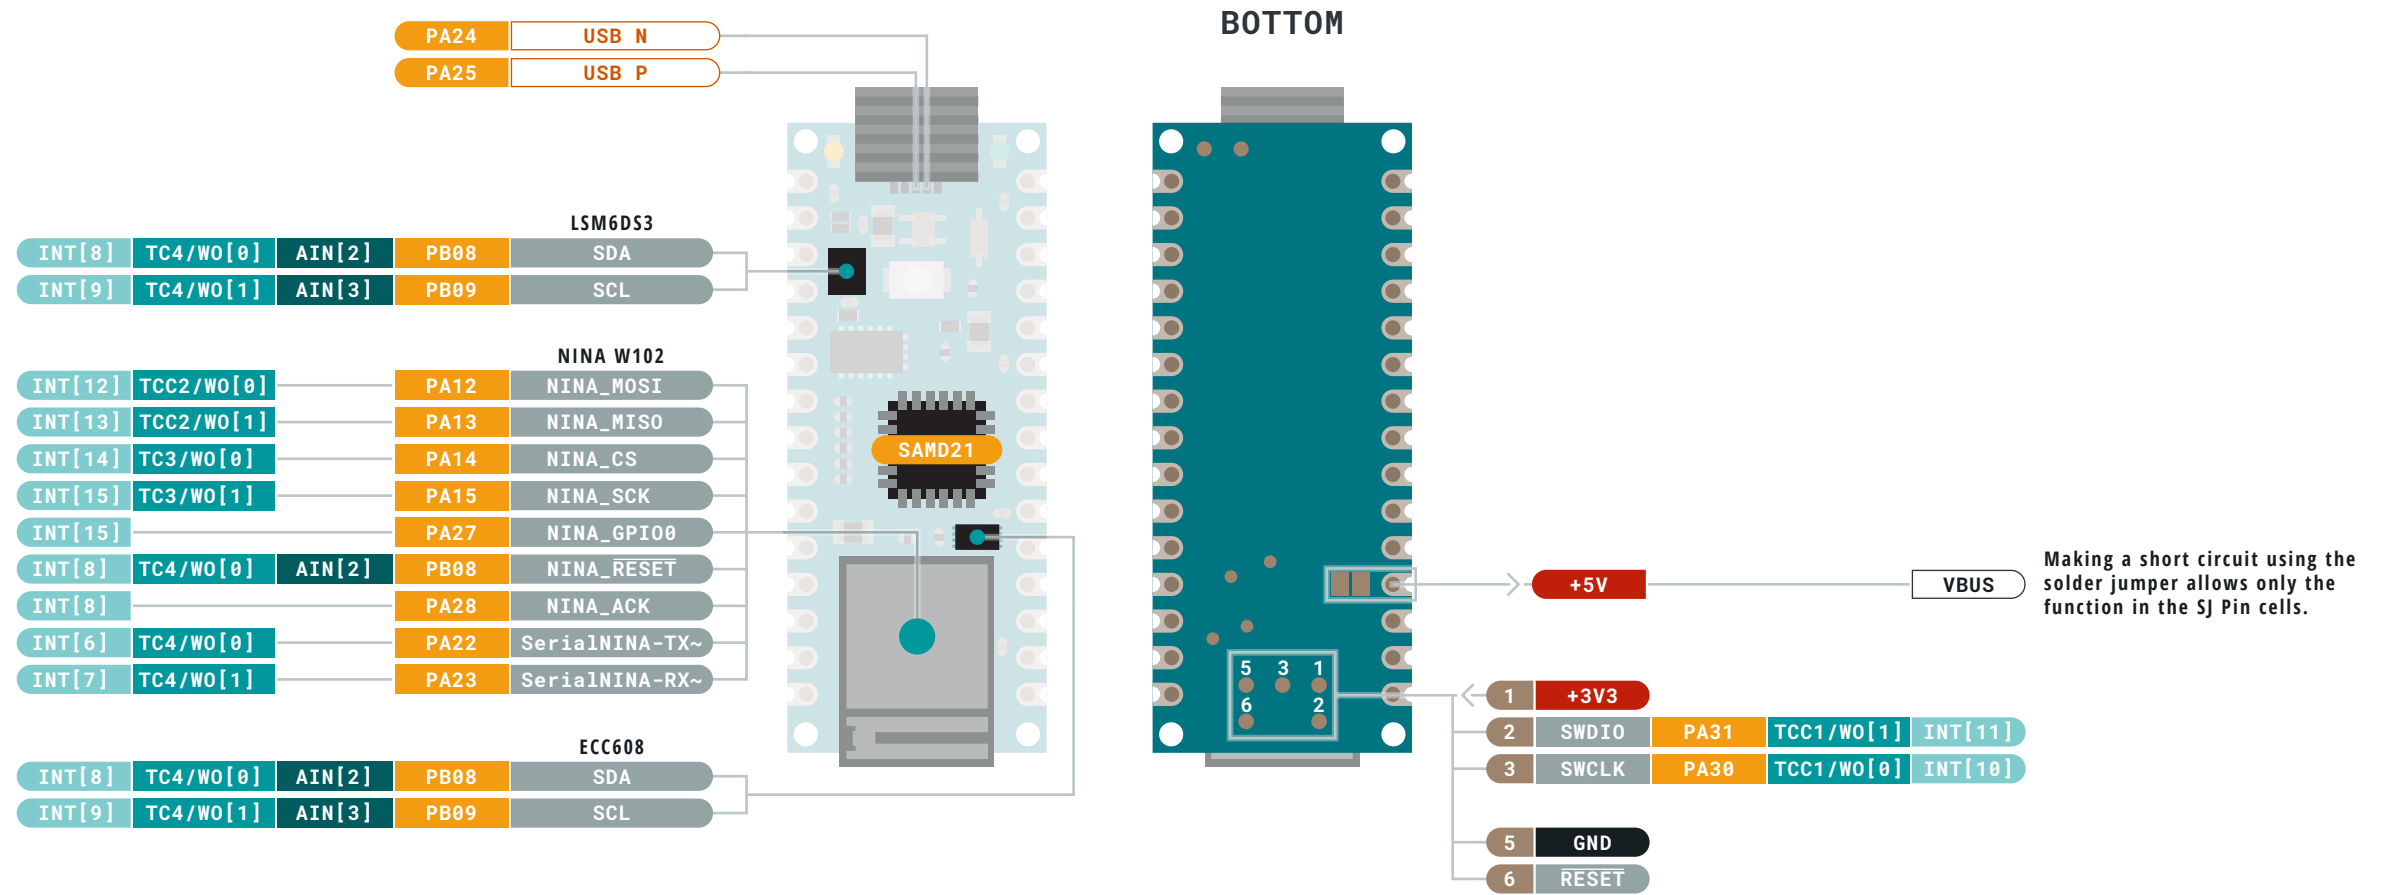 BOTTOM
PA24 USB N
PA25 USB P
LSM6DS3
INT[8] TC4/WO[0] AIN[2] PB08 SDA
INT[9] TC4/WO[1] AIN[3] PB09 SCL
NINA W102
INT[12] TCC2/WO[0] PA12 NINA_MOSI
INT[13] TCC2/WO[1] PA13 NINA_MISO
INT[14] TC3/WO[0] PA14 NINA_CS
INT[15] TC3/WO[1] PA15 NINA_SCK
INT[15] PA27 NINA_GPIO0
INT[8] TC4/WO[0] AIN[2] PB08 NINA_RESET
INT[8] PA28 NINA_ACK
INT[6] TC4/WO[0] PA22 SerialNINA-TX~
INT[7] TC4/WO[1] PA23 SerialNINA-RX~
ECC608
INT[8] TC4/WO[0] AIN[2] PB08 SDA
INT[9] TC4/WO[1] AIN[3] PB09 SCL
SAMD21
+5V VBUS
Making a short circuit using the
solder jumper allows only the
function in the SJ Pin cells.
5 3 1
6 2
1 +3V3
2 SWDIO PA31 TCC1/WO[1] INT[11]
3 SWCLK PA30 TCC1/WO[0] INT[10]
5 GND
6 RESET